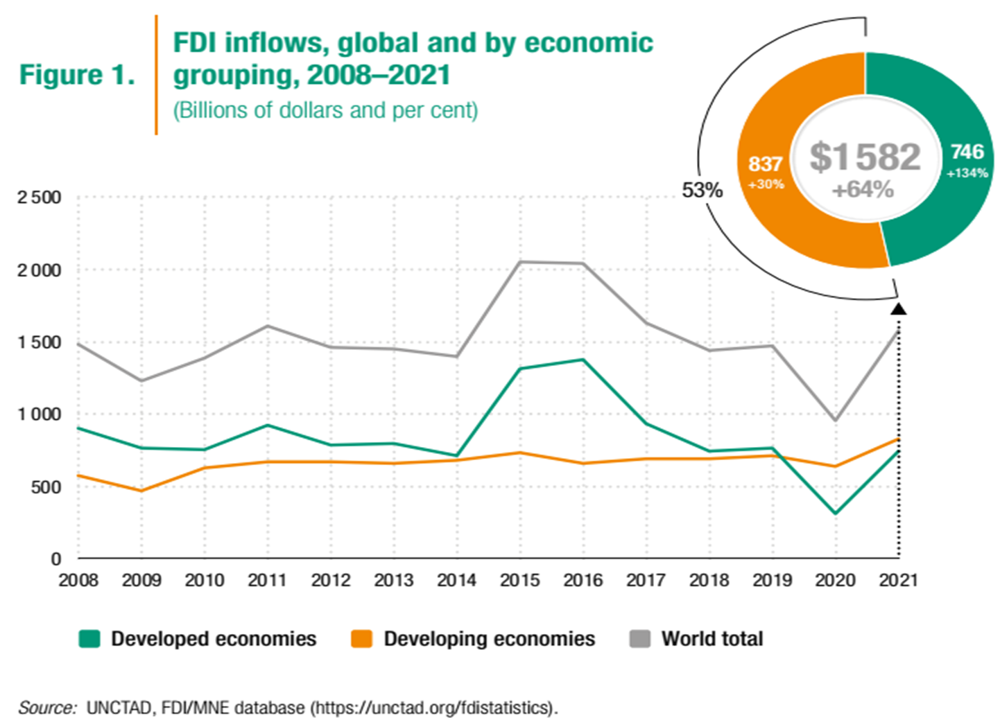 Figure 1.
FDI inflows, global and by economic
grouping, 2008–2021
(Billions of dollars and per cent)
$1 582
+64%
837
+30%
746
+134%
53%
2 500
2 000
1 500
1 000
500
0
2008 2009 2010 2011 2012 2013 2014 2015 2016 2017 2018 2019 2020 2021
Developed economies Developing economies World total
Source: UNCTAD, FDI/MNE database (https://unctad.org/fdistatistics).